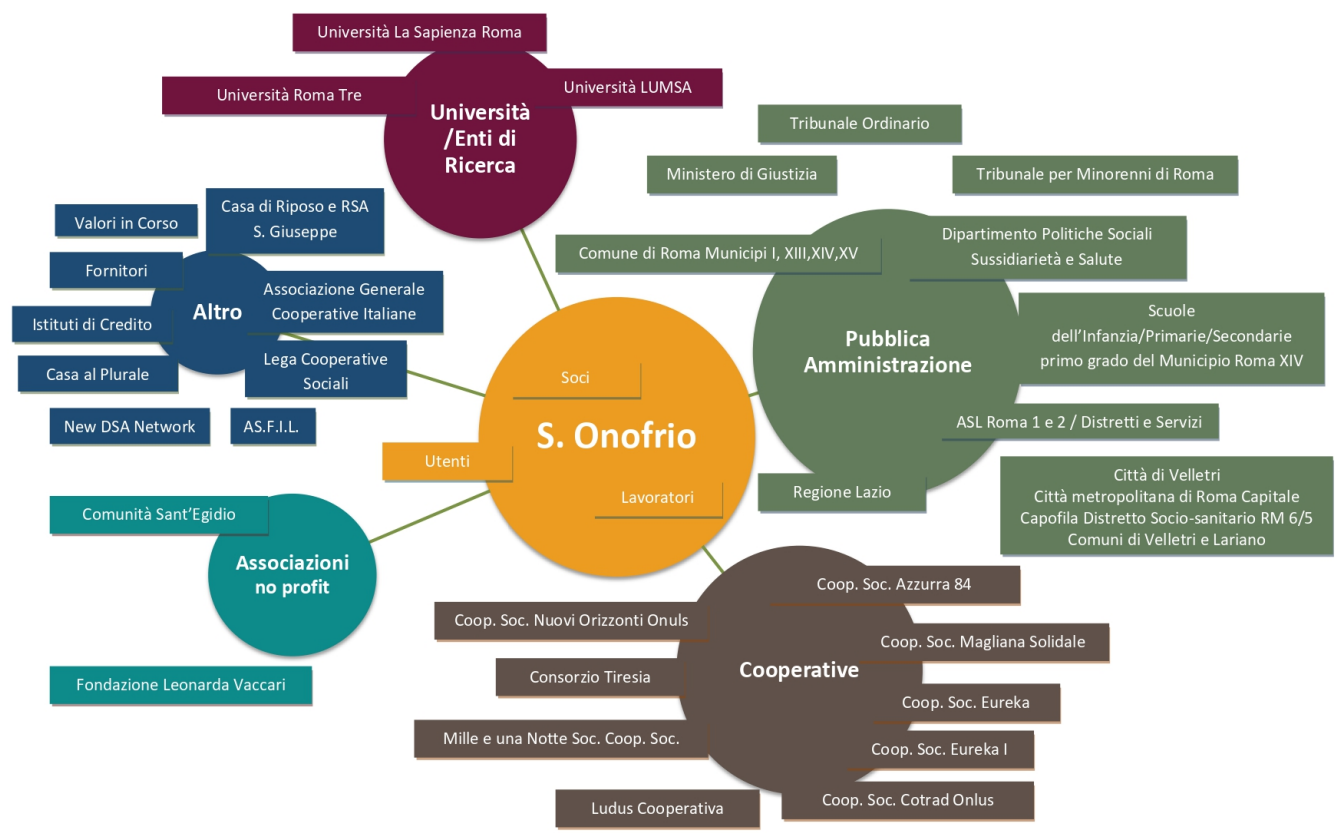 Università La Sapienza Roma
Università Roma Tre
Università LUMSA
Università
/Enti di
Ricerca
Tribunale Ordinario
Ministero di Giustizia
Tribunale per Minorenni di Roma
Comune di Roma Municipi I, XIII,XIV,XV
Dipartimento Politiche Sociali
Sussidiarietà e Salute
Pubblica
Amministrazione
Scuole
dell’Infanzia/Primarie/Secondarie
primo grado del Municipio Roma XIV
ASL Roma 1 e 2 / Distretti e Servizi
Regione Lazio
Città di Velletri
Città metropolitana di Roma Capitale
Capofila Distretto Socio-sanitario RM 6/5
Comuni di Velletri e Lariano
Valori in Corso
Casa di Riposo e RSA
S. Giuseppe
Fornitori
Altro
Associazione Generale
Cooperative Italiane
Istituti di Credito
Casa al Plurale
Lega Cooperative
Sociali
New DSA Network
AS.F.I.L.
Soci
S. Onofrio
Utenti
Lavoratori
Comunità Sant’Egidio
Associazioni
no profit
Fondazione Leonarda Vaccari
Coop. Soc. Azzurra 84
Coop. Soc. Nuovi Orizzonti Onuls
Coop. Soc. Magliana Solidale
Consorzio Tiresia
Cooperative
Coop. Soc. Eureka
Mille e una Notte Soc. Coop. Soc.
Coop. Soc. Eureka I
Ludus Cooperativa
Coop. Soc. Cotrad Onlus